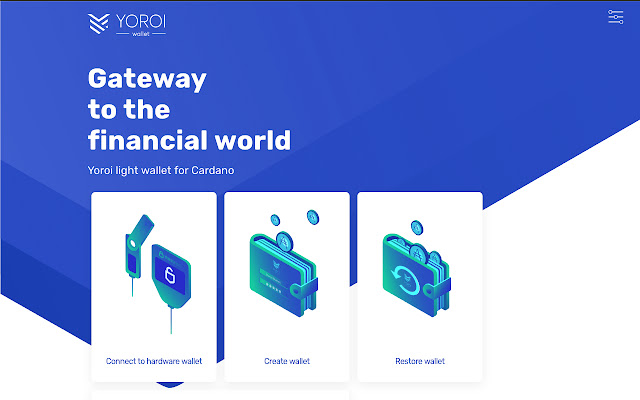 YOROI
wallet
Gateway
to the
financial world
Yoroi light wallet for Cardano
Connect to hardware wallet
Create wallet
Restore wallet